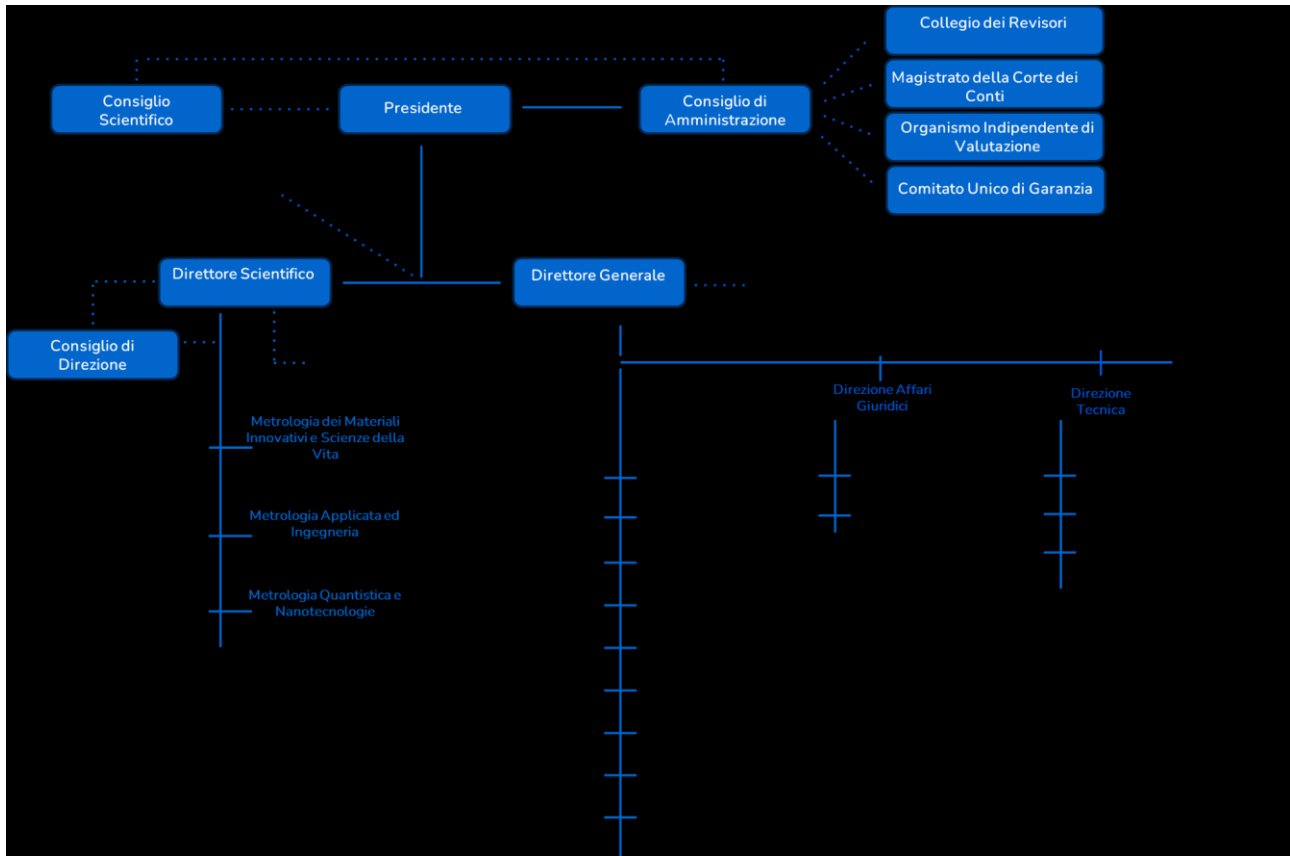 Collegio dei Revisori
Magistrato della Corte dei
Conti
Consiglio
Scientifico
Presidente
Consiglio di
Amministrazione
Organismo Indipendente di
Valutazione
Comitato Unico di Garanzia
Direttore Scientifico
Direttore Generale
Consiglio di
Direzione
Direzione Affari
Giuridici
Direzione
Tecnica
Metrologia dei Materiali
Innovativi e Scienze della
Vita
Metrologia Applicata ed
Ingegneria
Metrologia Quantistica e
Nanotecnologie